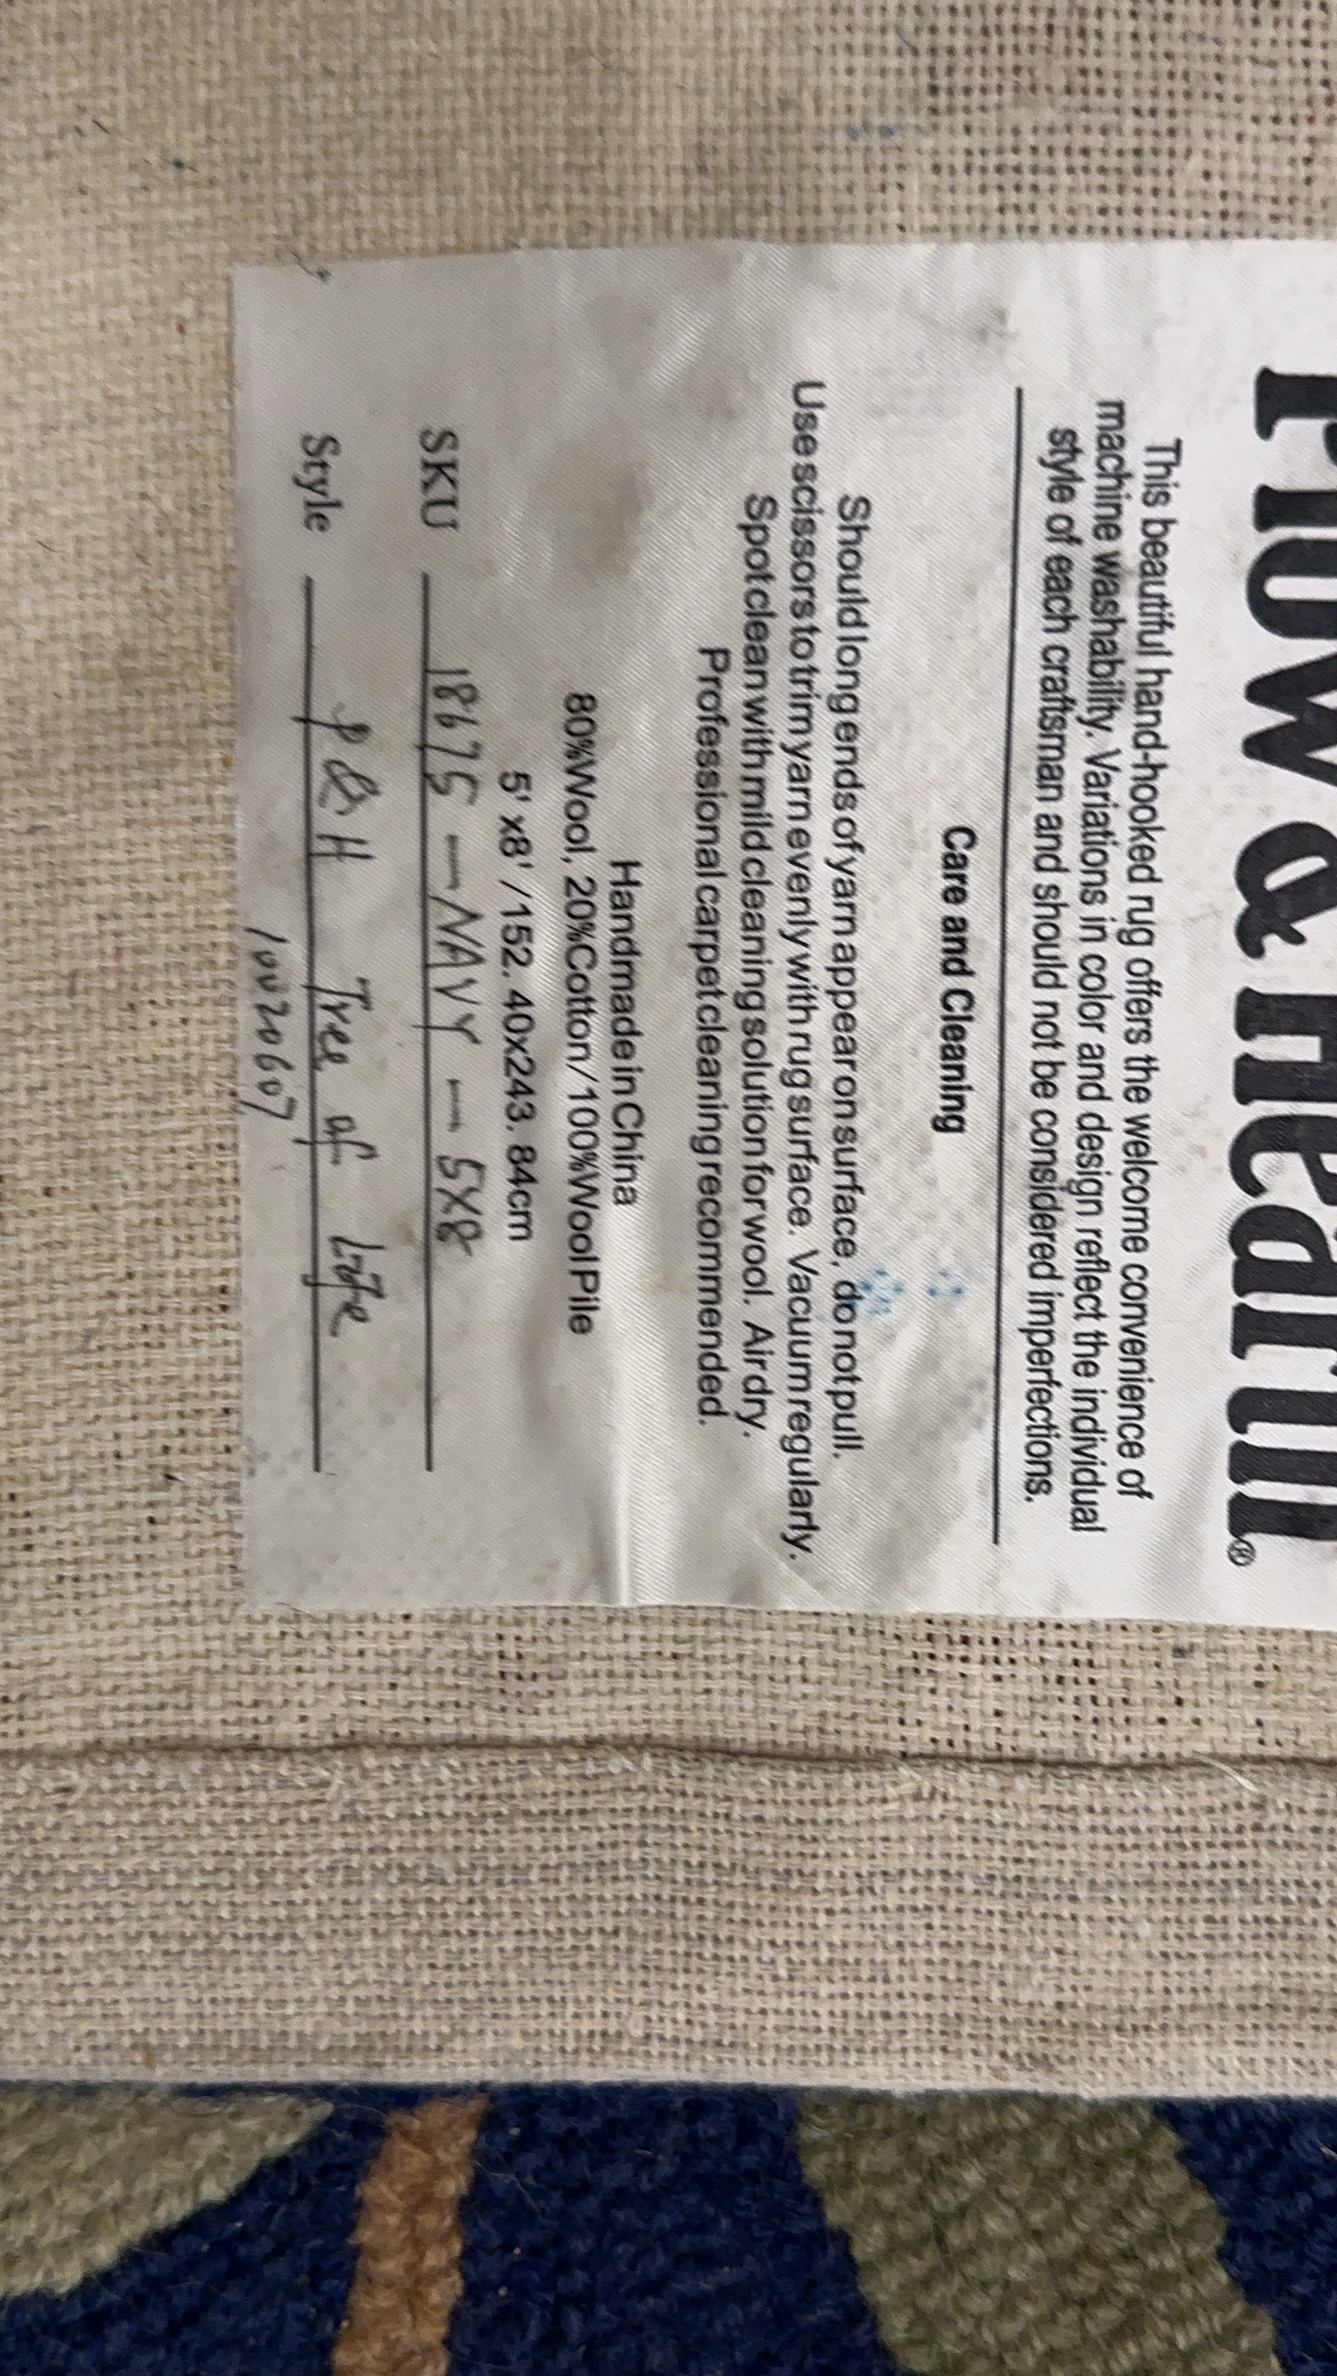 Plow & Hearth®
This beautiful hand-hooked rug offers the welcome convenience of
machine washability. Variations in color and design reflect the individual
style of each craftsman and should not be considered imperfections.
Care and Cleaning
Should long ends of yarn appear on surface, do not pull.
Use scissors to trim yarn evenly with rug surface. Vacuum regularly.
Spot clean with mild cleaning solution for wool. Air dry.
Professional carpet cleaning recommended.
Handmade in China
80%Wool, 20%Cotton/100%Wool Pile
5' x8' /152. 40x243. 84cm
SKU 18675-NAVY-5X8
Style P&H Tree of Life
10020607